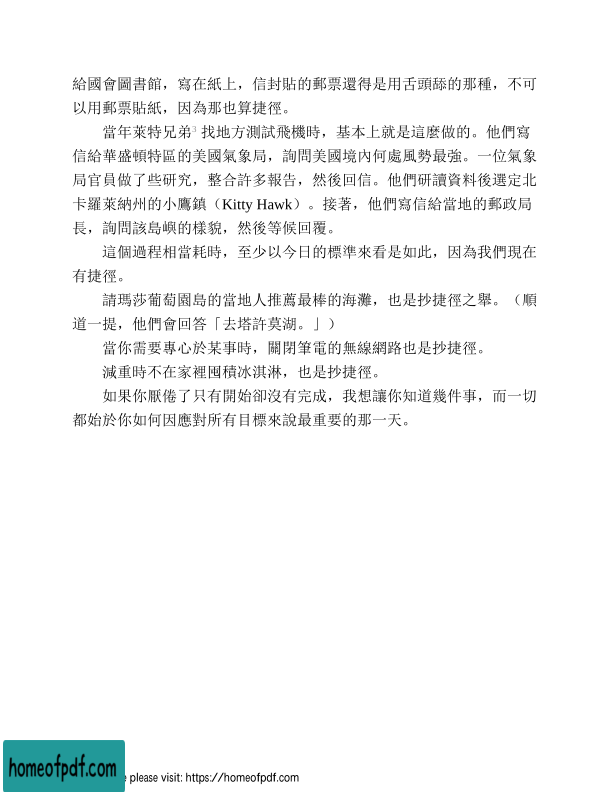 給國會圖書館，寫在紙上，信封貼的郵票還得是用舌頭舔的那種，不可
以用郵票貼紙，因為那也算捷徑。
當年萊特兄弟 找地方測試飛機時，基本上就是這麼做的。他們寫
信給華盛頓特區的美國氣象局，詢問美國境內何處風勢最強。一位氣象
局官員做了些研究，整合許多報告，然後回信。他們研讀資料後選定北
卡羅萊納州的小鷹鎮（Kitty Hawk）。接著，他們寫信給當地的郵政局
長，詢問該島嶼的樣貌，然後等候回覆。
這個過程相當耗時，至少以今日的標準來看是如此，因為我們現在
有捷徑。
請瑪莎葡萄園島的當地人推薦最棒的海灘，也是抄捷徑之舉。（順
道一提，他們會回答「去塔許莫湖。」）
當你需要專心於某事時，關閉筆電的無線網路也是抄捷徑。
減重時不在家裡囤積冰淇淋，也是抄捷徑。
如果你厭倦了只有開始卻沒有完成，我想讓你知道幾件事，而一切
都始於你如何因應對所有目標來說最重要的那一天。
homeofpdf.com
e please visit: https://homeofpdf.com